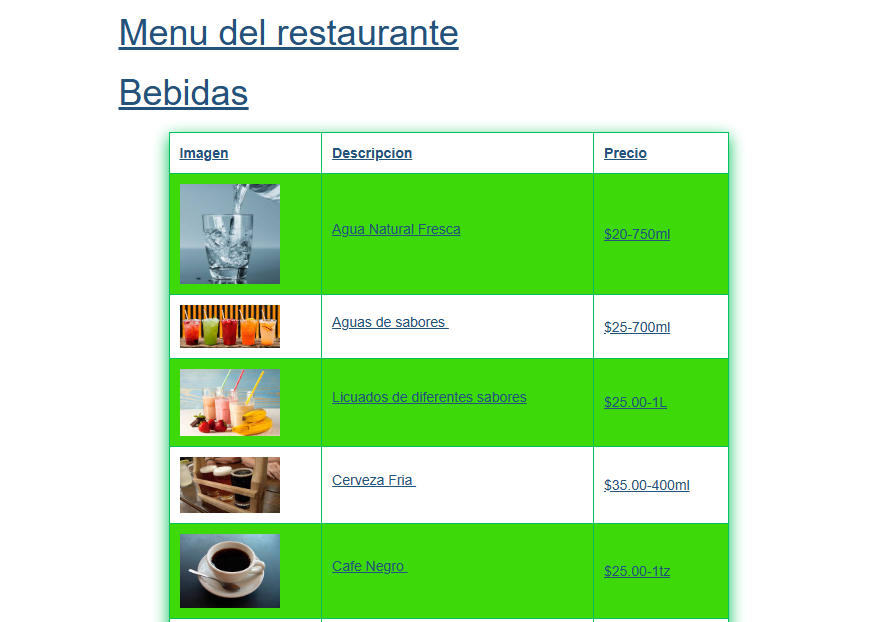 Menu del restaurante
Bebidas
Imagen Descripcion Precio
Agua Natural Fresca $20-750ml
Aguas de sabores $25-700ml
Licuados de diferentes sabores $25.00-1L
Cerveza Fria $35.00-400ml
Cafe Negro $25.00-1tz